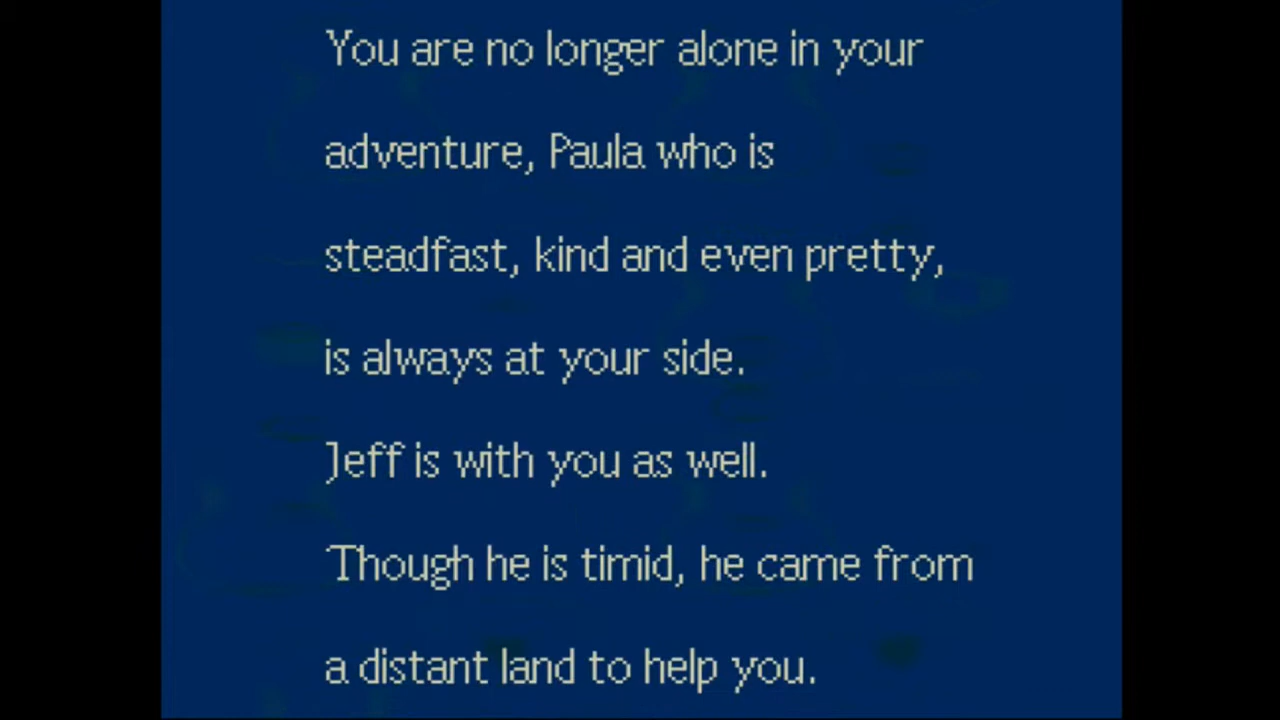 You are no longer alone in your
adventure, Paula who is
steadfast, kind and even pretty,
is always at your side.
Jeff is with you as well.
Though he is timid, he came from
a distant land to help you.